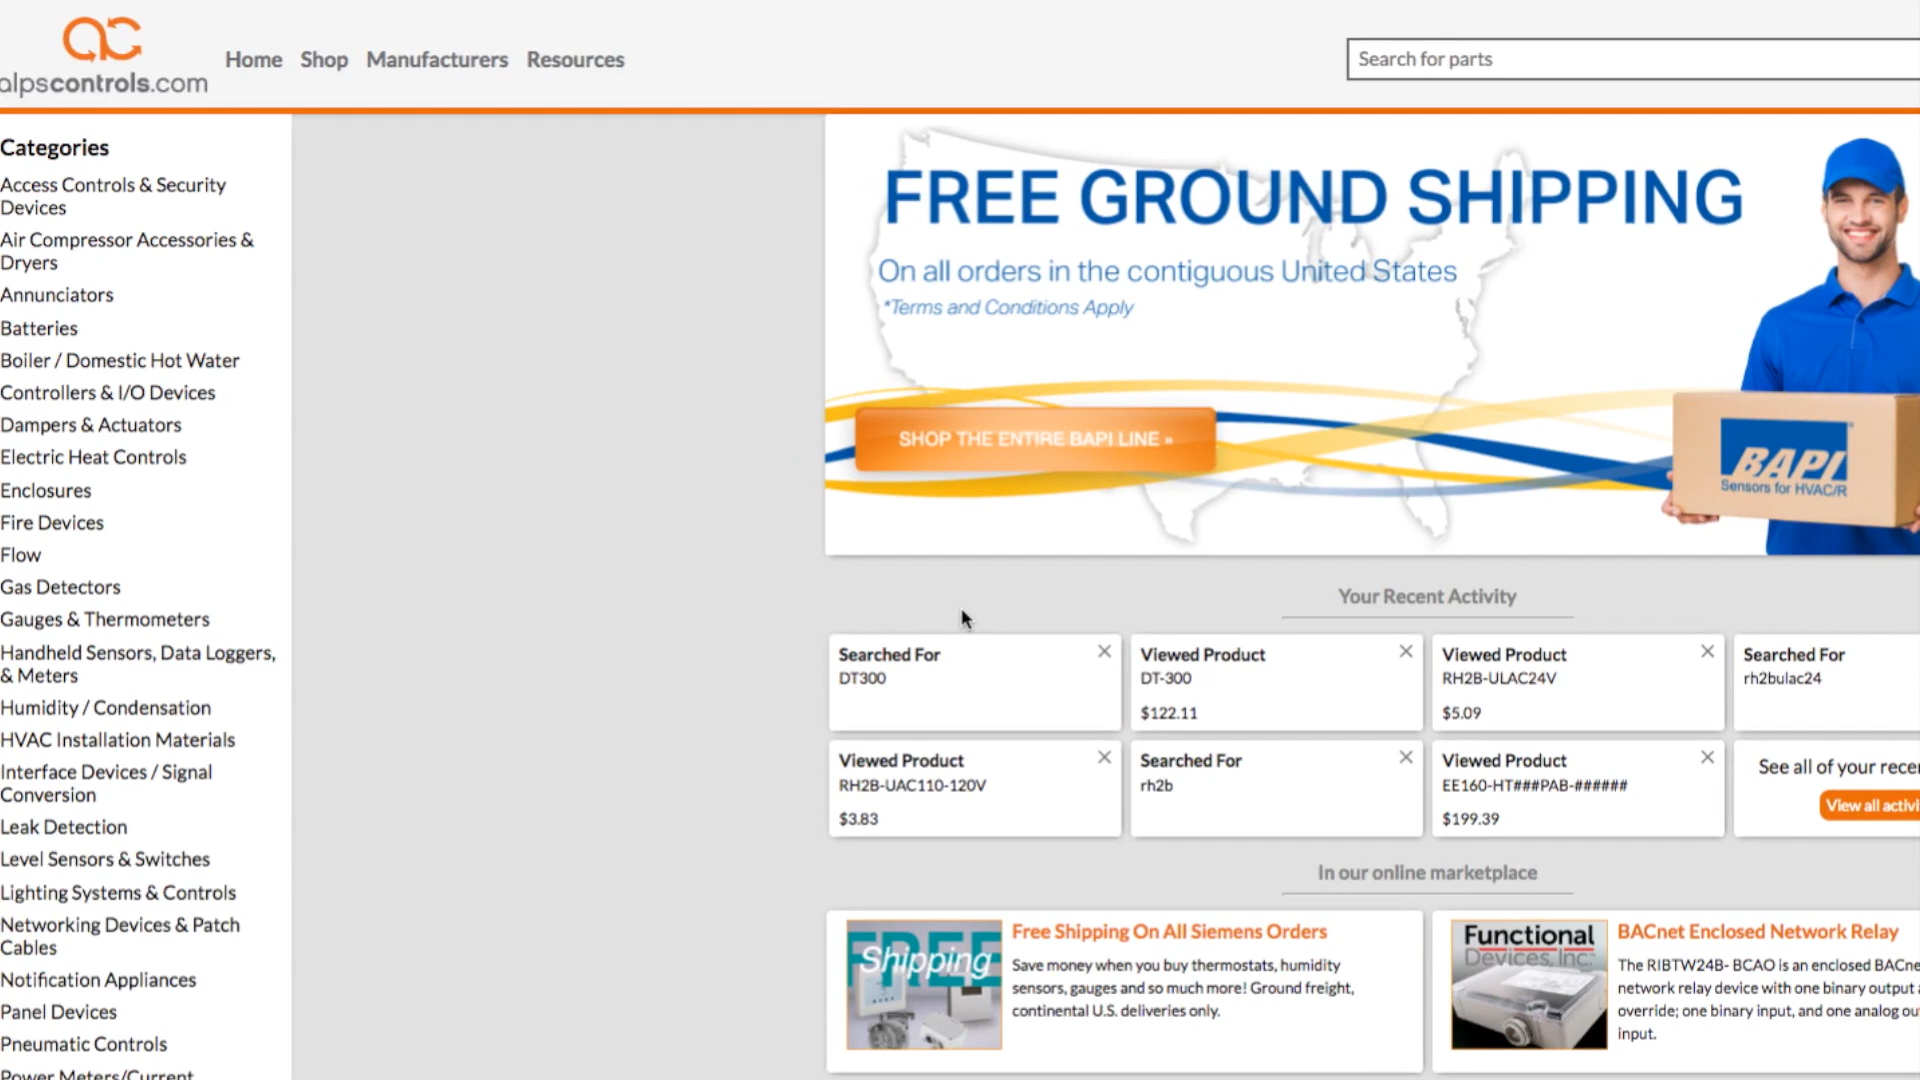 alpscontrols.com
Home Shop Manufacturers Resources
Search for parts
Categories
Access Controls & Security
Devices
Air Compressor Accessories &
Dryers
Annunciators
Batteries
Boiler / Domestic Hot Water
Controllers & I/O Devices
Dampers & Actuators
Electric Heat Controls
Enclosures
Fire Devices
Flow
Gas Detectors
Gauges & Thermometers
Handheld Sensors, Data Loggers,
& Meters
Humidity / Condensation
HVAC Installation Materials
Interface Devices / Signal
Conversion
Leak Detection
Level Sensors & Switches
Lighting Systems & Controls
Networking Devices & Patch
Cables
Notification Appliances
Panel Devices
Pneumatic Controls
Power Meters/Current
FREE GROUND SHIPPING
On all orders in the contiguous United States
*Terms and Conditions Apply
SHOP THE ENTIRE BAPI LINE »
BAPI
Sensors for HVAC/R
Your Recent Activity
Searched For
DT300
Viewed Product
DT-300
$122.11
Viewed Product
RH2B-ULAC24V
$5.09
Searched For
rh2bulac24
Viewed Product
RH2B-UAC110-120V
$3.83
Searched For
rh2b
Viewed Product
EE160-HT###PAB-######
$199.39
See all of your
View all
In our online marketplace
FREE
Shipping
Free Shipping On All Siemens Orders
Save money when you buy thermostats, humidity
sensors, gauges and so much more! Ground freight,
continental U.S. deliveries only.
Functional
Devices, Inc.
BACnet Enclosed Network Relay
The RIBTW24B- BCAO is an enclosed
network relay device with one binary output
override; one binary input, and one analog
input.